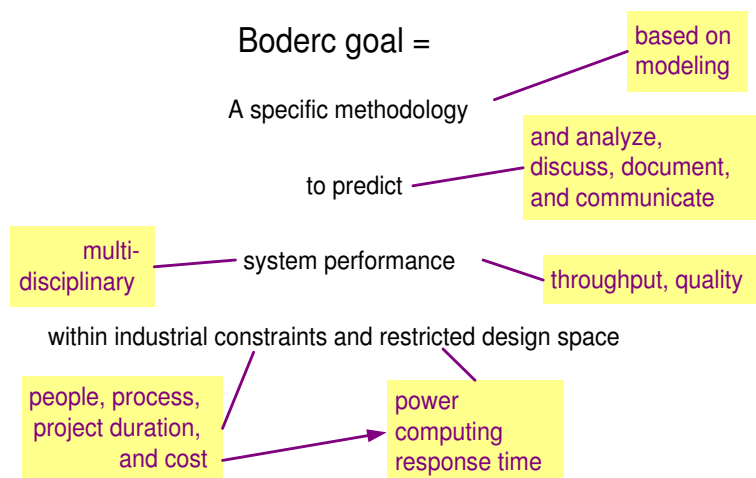 Boderc goal =
based on
modeling
A specific methodology
and analyze,
discuss, document,
and communicate
to predict
multi-
disciplinary
system performance
throughput, quality
within industrial constraints and restricted design space
people, process,
project duration,
and cost
power
computing
response time